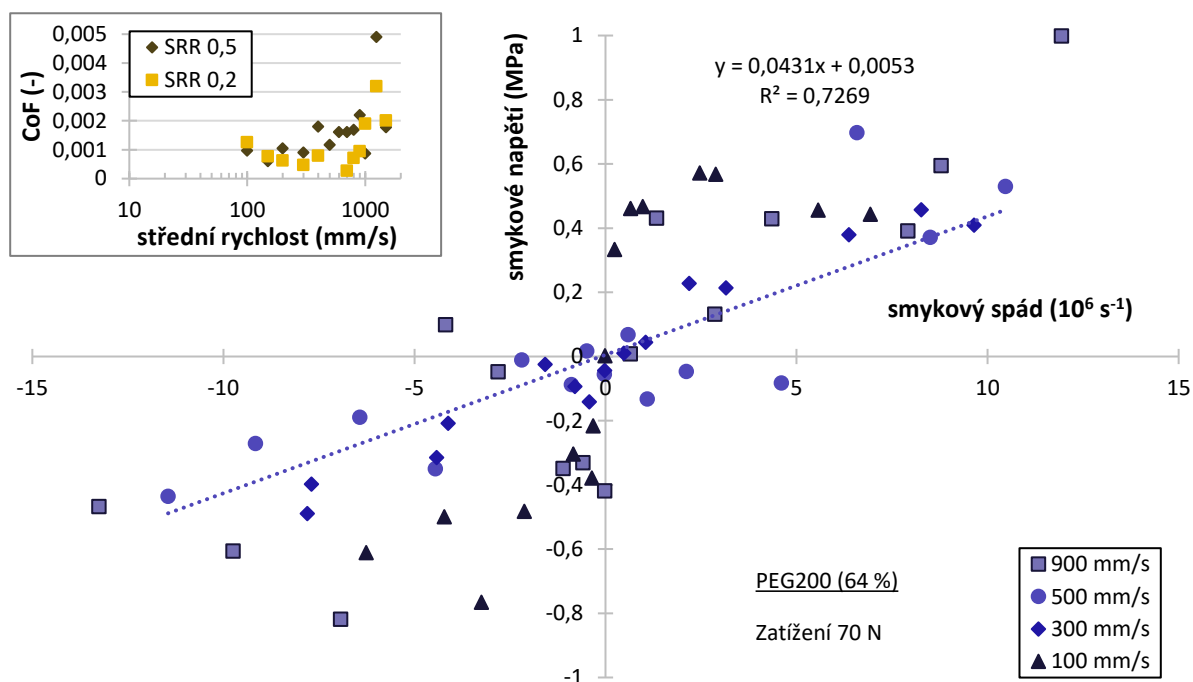 0,005
0,004
0,003
0,002
0,001
0
CoF (-)
SRR 0,5
SRR 0,2
10
100
1000
střední rychlost (mm/s)
y = 0,0431x + 0,0053
R² = 0,7269
smykové napětí (MPa)
1
0,8
0,6
0,4
0,2
0
-0,2
-0,4
-0,6
-0,8
-1
smykový spád (10⁶ s⁻¹)
-15
-10
-5
0
5
10
15
PEG200 (64 %)
Zatížení 70 N
900 mm/s
500 mm/s
300 mm/s
100 mm/s